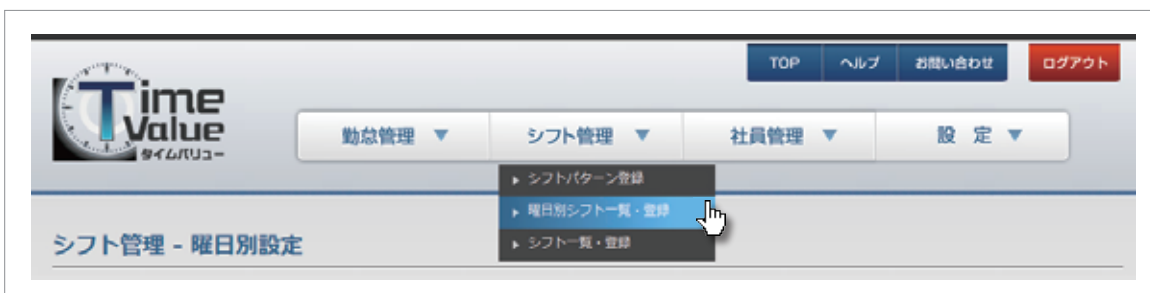 TOP ヘルプ お問い合わせ ログアウト
Time
Value
タイムバリュー
勤怠管理 ▼ シフト管理 ▼ 社員管理 ▼ 設 定 ▼
▶ シフトパターン登録
▶ 曜日別シフト一覧・登録
▶ シフト一覧・登録
シフト管理 - 曜日別設定